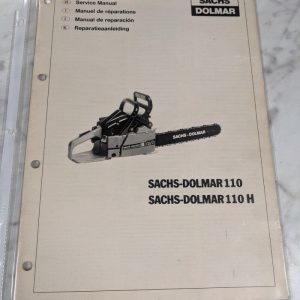 Service Manual
Manuel de réparations
Manual de reparación
Reparatieaanleiding
SACHS
DOLMAR
SACHS-DOLMAR
SACHS-DOLMAR 110
SACHS-DOLMAR 110 H